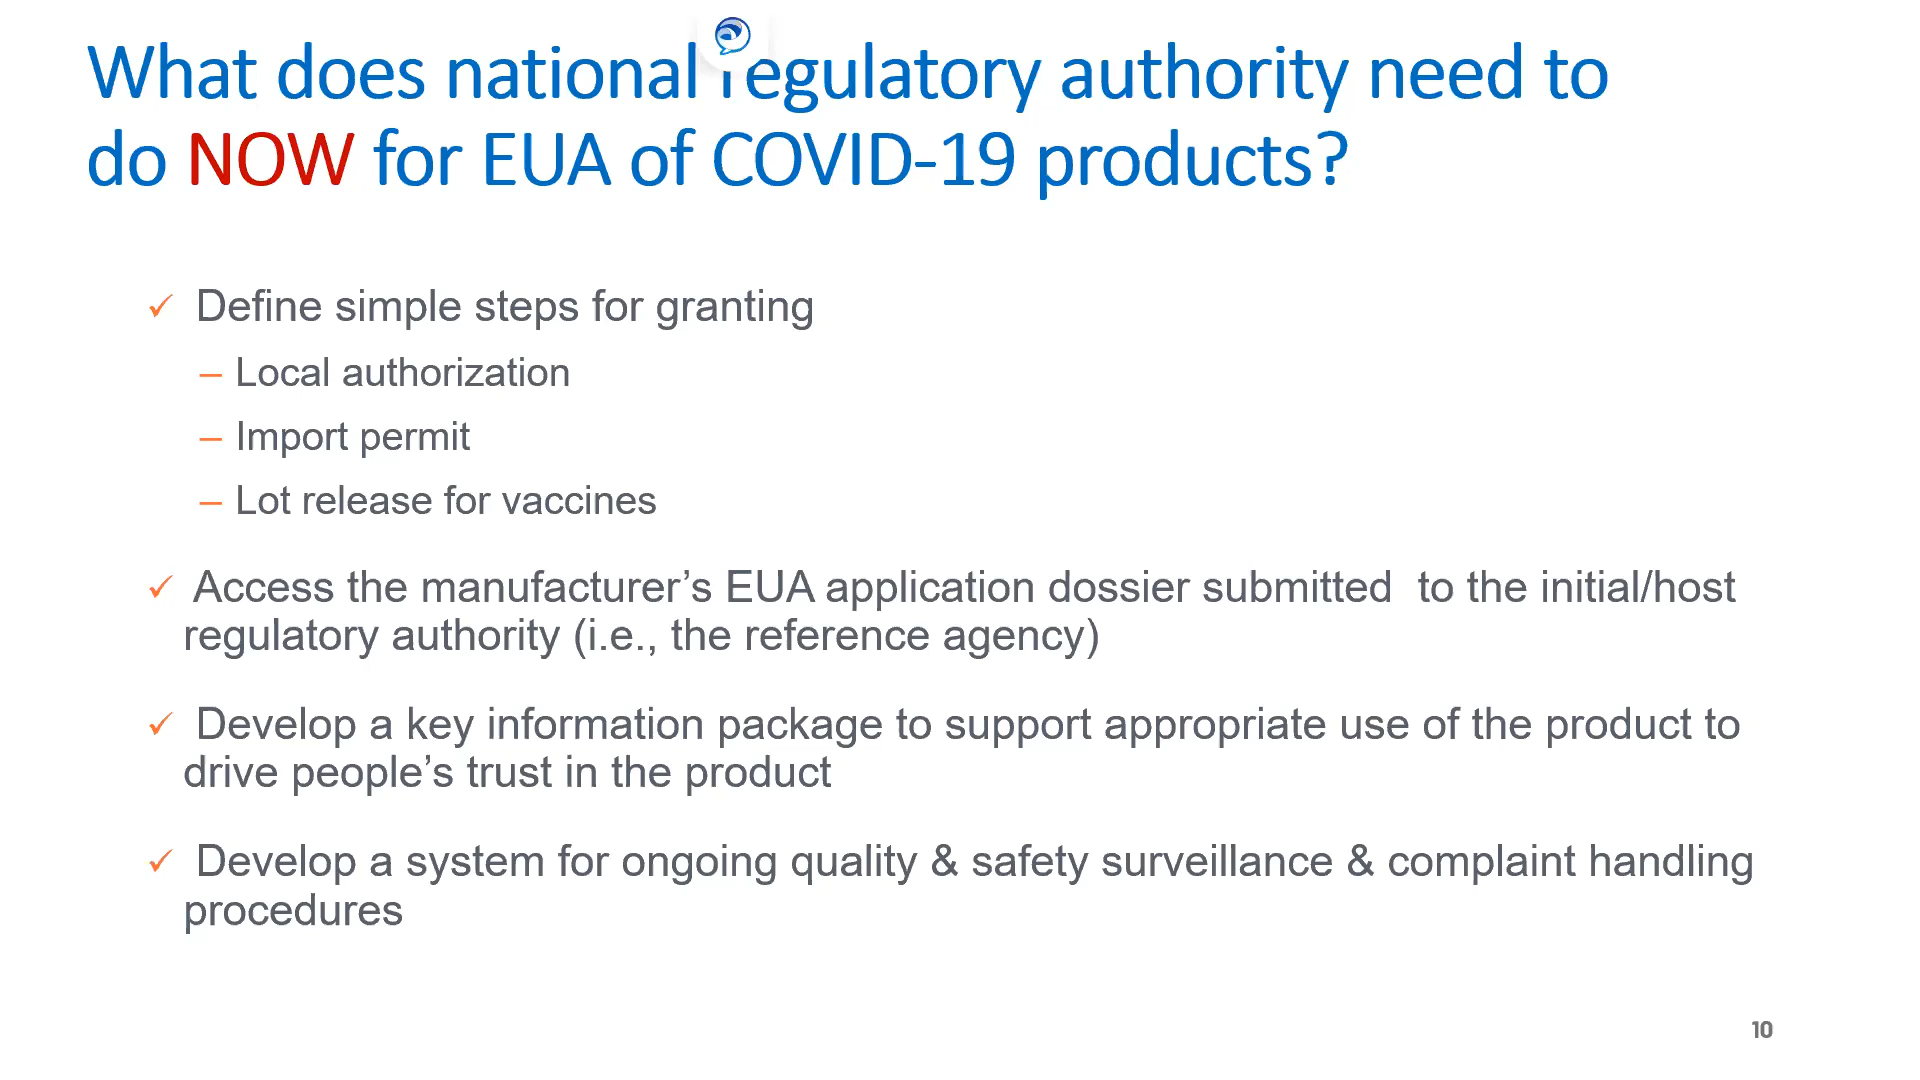 What does national regulatory authority need to
do NOW for EUA of COVID-19 products?
✓ Define simple steps for granting
– Local authorization
– Import permit
– Lot release for vaccines
✓ Access the manufacturer’s EUA application dossier submitted  to the initial/host
regulatory authority (i.e., the reference agency)
✓ Develop a key information package to support appropriate use of the product to
drive people’s trust in the product
✓ Develop a system for ongoing quality & safety surveillance & complaint handling
procedures
10